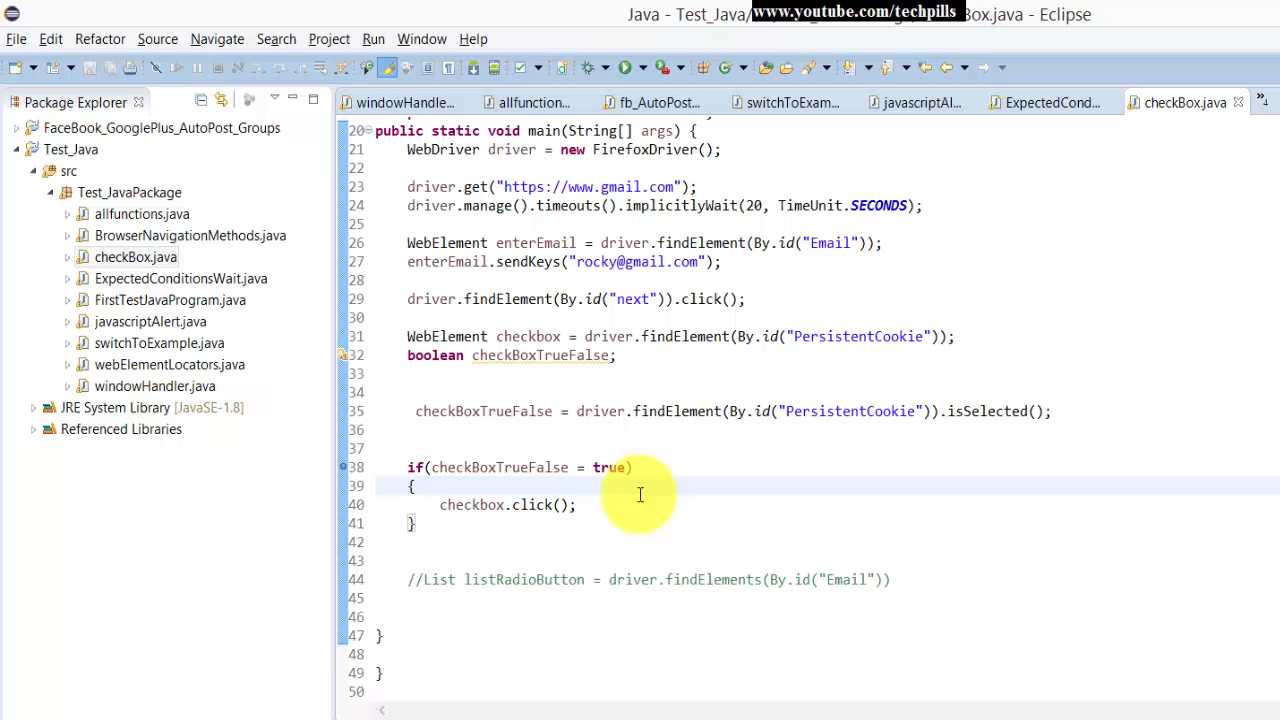 www.youtube.com/techpills
Java - Test_Java/ Box.java - Eclipse
File Edit Refactor Source Navigate Search Project Run Window Help
Package Explorer
windowHandle... allfunction... fb_AutoPost... switchToExam... javascriptAl... ExpectedCond... checkBox.java 4
FaceBook_GooglePlus_AutoPost_Groups
Test_Java
src
Test_JavaPackage
allfunctions.java
BrowserNavigationMethods.java
checkBox.java
ExpectedConditionsWait.java
FirstTestJavaProgram.java
javascriptAlert.java
switchToExample.java
webElementLocators.java
windowHandler.java
JRE System Library [JavaSE-1.8]
Referenced Libraries
20 public static void main(String[] args) {
21 WebDriver driver = new FirefoxDriver();
22
23 driver.get("https://www.gmail.com");
24 driver.manage().timeouts().implicitlyWait(20, TimeUnit.SECONDS);
25
26 WebElement enterEmail = driver.findElement(By.id("Email"));
27 enterEmail.sendKeys("rocky@gmail.com");
28
29 driver.findElement(By.id("next")).click();
30
31 WebElement checkbox = driver.findElement(By.id("PersistentCookie"));
32 boolean checkBoxTrueFalse;
33
34
35 checkBoxTrueFalse = driver.findElement(By.id("PersistentCookie")).isSelected();
36
37
38 if(checkBoxTrueFalse = true)
39 {
40 checkbox.click();
41 }
42
43
44 //List listRadioButton = driver.findElements(By.id("Email"))
45
46
47 }
48
49 }
50